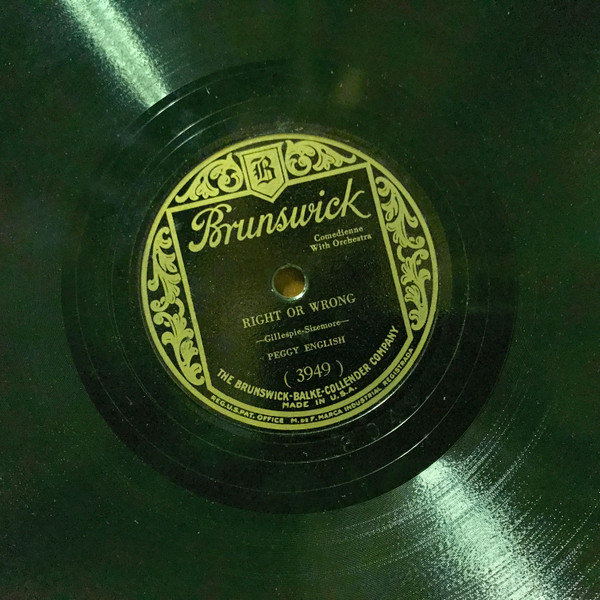 B
Brunswick
Comedienne
With Orchestra
RIGHT OR WRONG
—Gillespie-Sizemore—
PEGGY ENGLISH
( 3949 )
THE BRUNSWICK-BALKE-COLLENDER COMPANY
MADE IN U.S.A.
REG.U.S.PAT. OFFICE M. DE F. MARCA INDUSTRIAL REGISTRADA